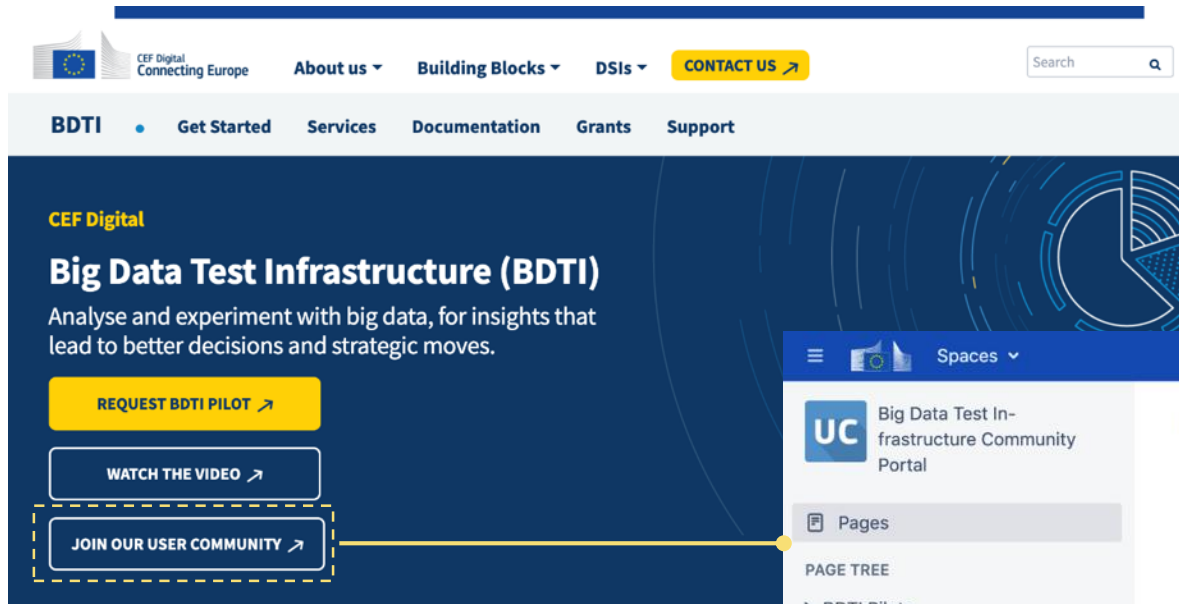 CEF Digital
Connecting Europe
About us
Building Blocks
DSIs
CONTACT US
Search
BDTI
Get Started
Services
Documentation
Grants
Support
CEF Digital
Big Data Test Infrastructure (BDTI)
Analyse and experiment with big data, for insights that
lead to better decisions and strategic moves.
REQUEST BDTI PILOT
WATCH THE VIDEO
JOIN OUR USER COMMUNITY
Spaces
UC
Big Data Test In-
frastructure Community
Portal
Pages
PAGE TREE